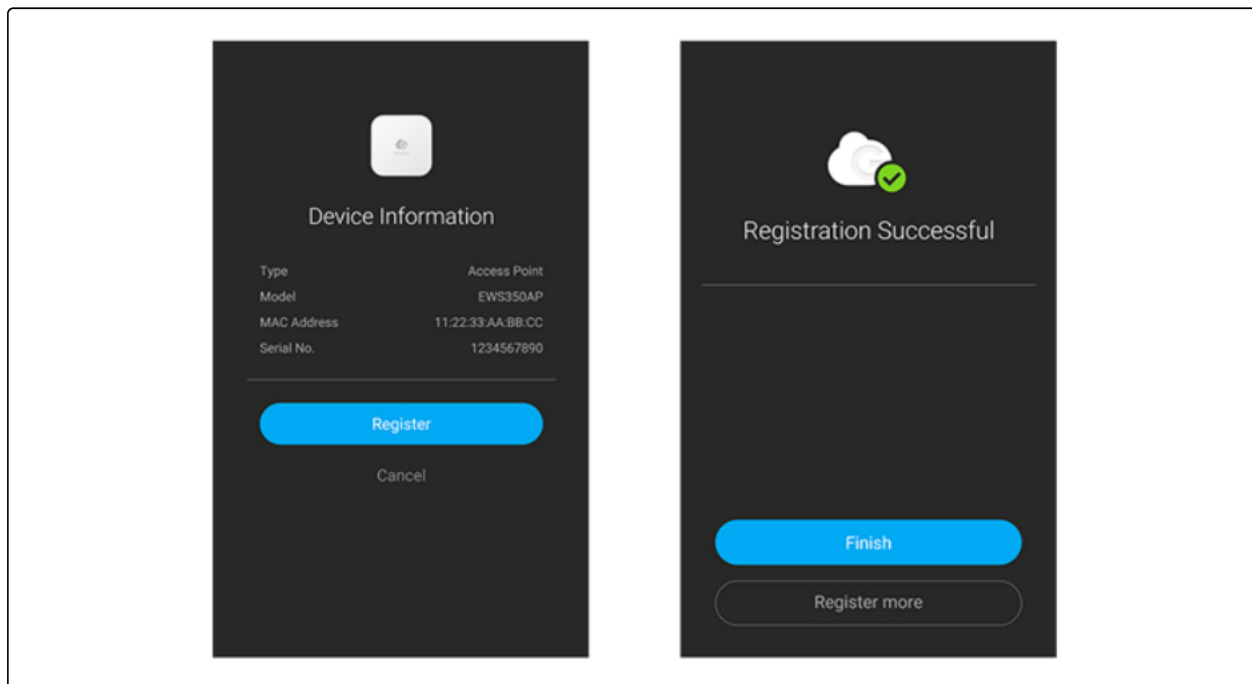 Device Information
Type Access Point
Model EWS350AP
MAC Address 11:22:33:AA:BB:CC
Serial No. 1234567890
Register
Cancel
Registration Successful
Finish
Register more